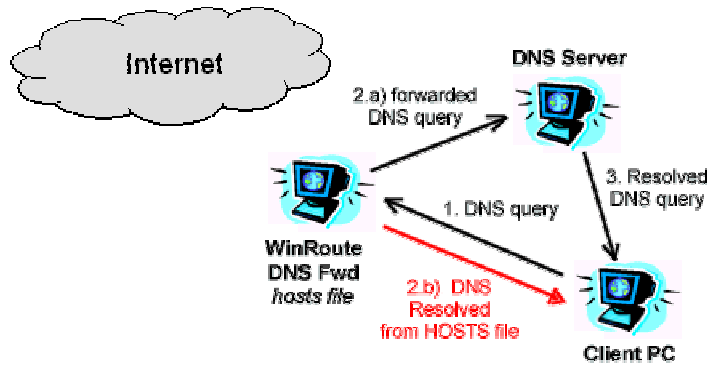 Internet
DNS Server
2.a) forwarded
DNS query
3. Resolved
DNS query
1. DNS query
WinRoute
DNS Fwd
hosts file
2.b) DNS
Resolved
from HOSTS file
Client PC